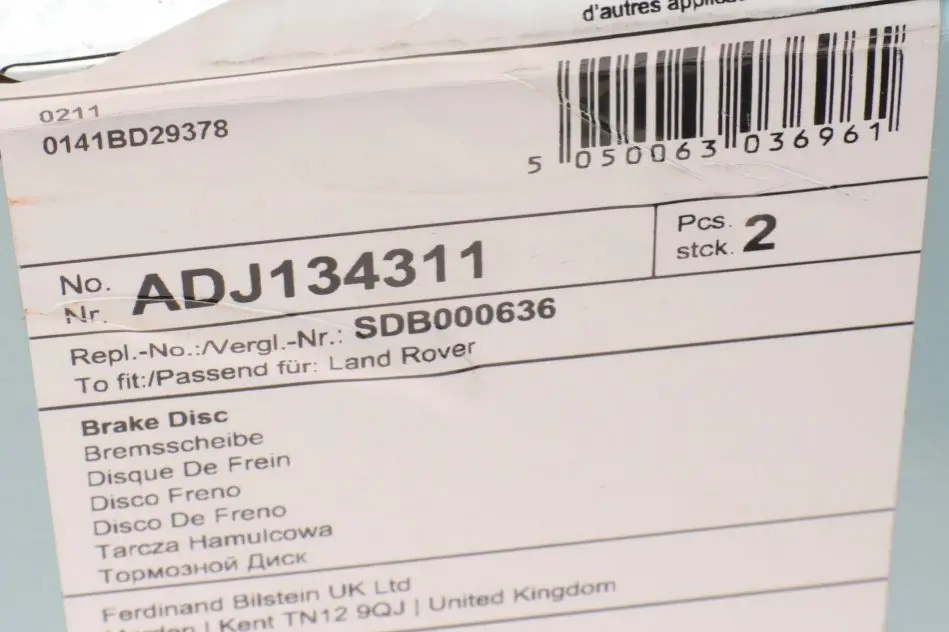 d'autres
0211
0141BD29378
5 050063 036961
No.
Nr. ADJ134311
Pcs.
stck. 2
Repl.-No.:/Vergl.-Nr.: SDB000636
To fit:/Passend für: Land Rover
Brake Disc
Bremsscheibe
Disque De Frein
Disco Freno
Disco De Freno
Tarcza Hamulcowa
Тормозной Диск
Ferdinand Bilstein UK Ltd
| Kent TN12 9QJ | United Kingdom